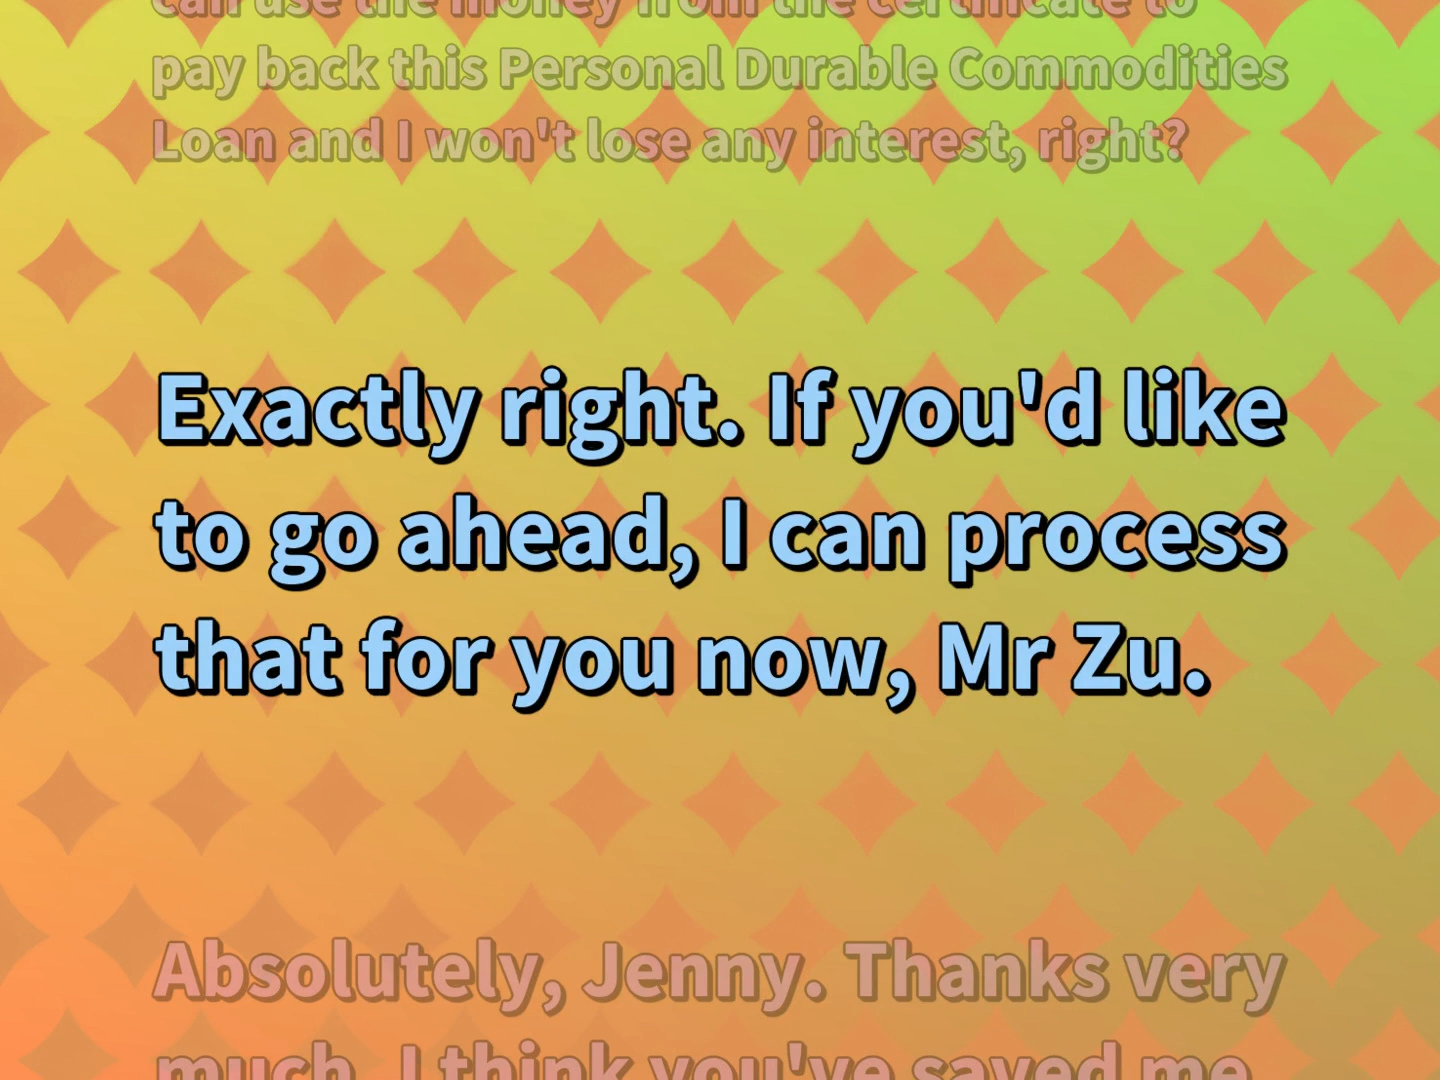 can use the money from the certificate to
pay back this Personal Durable Commodities
Loan and I won't lose any interest, right?
Exactly right. If you'd like
to go ahead, I can process
that for you now, Mr Zu.
Absolutely, Jenny. Thanks very
much. I think you've saved me